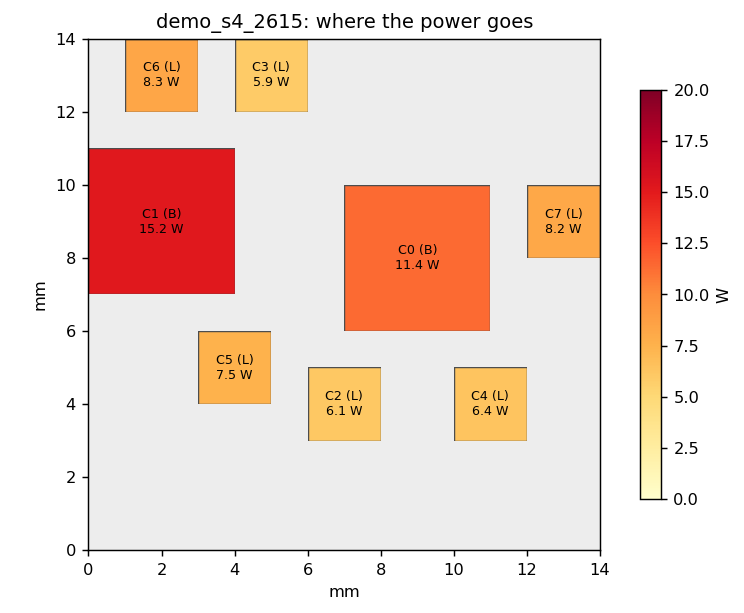 demo_s4_2615: where the power goes
C6 (L)
8.3 W
C3 (L)
5.9 W
C1 (B)
15.2 W
C0 (B)
11.4 W
C7 (L)
8.2 W
C5 (L)
7.5 W
C2 (L)
6.1 W
C4 (L)
6.4 W
14
12
10
8
6
4
2
0
mm
0 2 4 6 8 10 12 14
mm
20.0
17.5
15.0
12.5
10.0
7.5
5.0
2.5
0.0
W